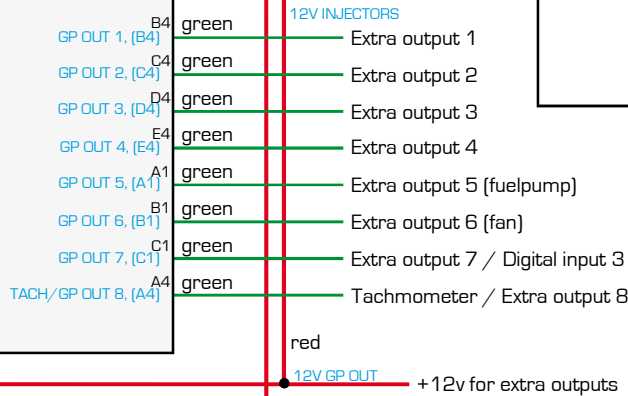 12V INJECTORS
B4 green
GP OUT 1, (B4) Extra output 1
C4 green
GP OUT 2, (C4) Extra output 2
D4 green
GP OUT 3, (D4) Extra output 3
E4 green
GP OUT 4, (E4) Extra output 4
A1 green
GP OUT 5, (A1) Extra output 5 (fuelpump)
B1 green
GP OUT 6, (B1) Extra output 6 (fan)
C1 green
GP OUT 7, (C1) Extra output 7 / Digital input 3
A4 green
TACH/GP OUT 8, (A4) Tachmometer / Extra output 8
red
12V GP OUT
+12v for extra outputs